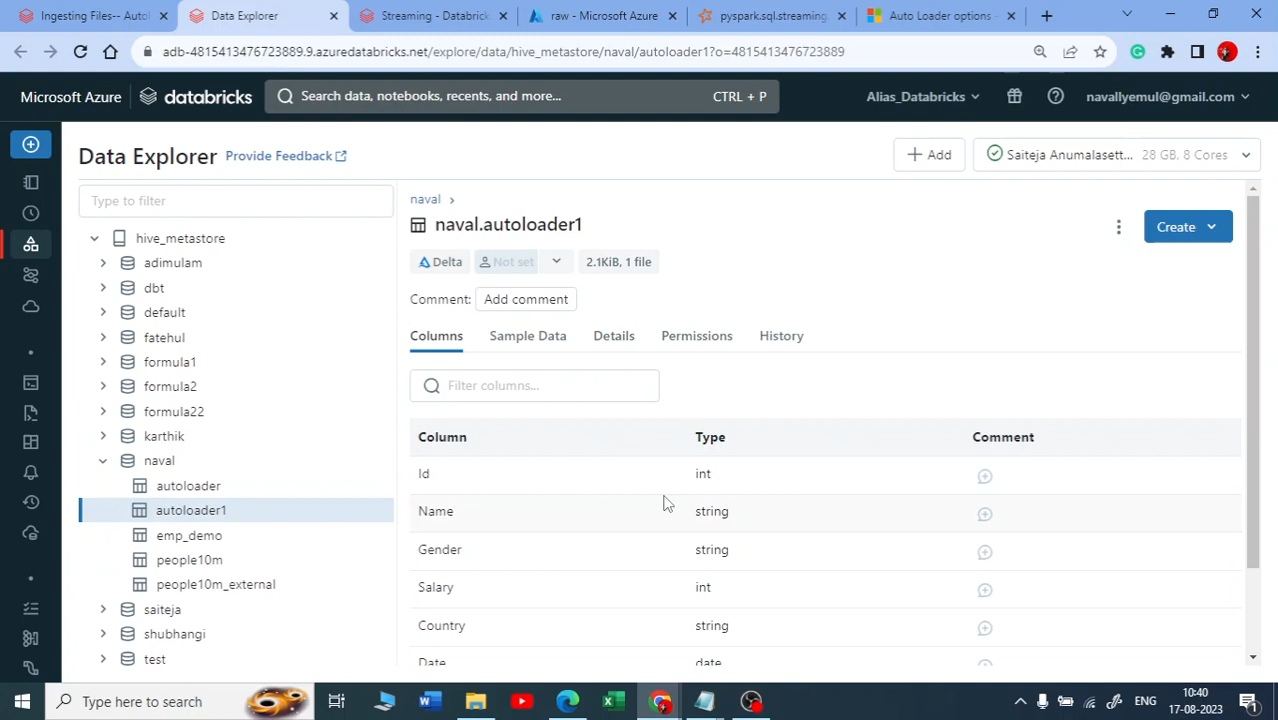 Ingesting Files-- Autol
Data Explorer
Streaming - Databric
raw - Microsoft Azure
pyspark.sql.streaming.
Auto Loader options -
adb-4815413476723889.9.azuredatabricks.net/explore/data/hive_metastore/naval/autoloader1?o=4815413476723889
Microsoft Azure
databricks
Search data, notebooks, recents, and more...
CTRL + P
Alias_Databricks
navallyemul@gmail.com
Data Explorer
Provide Feedback
Add
Saiteja Anumalasett... 28 GB, 8 Cores
Type to filter
hive_metastore
adimulam
dbt
default
fatehul
formula1
formula2
formula22
karthik
naval
autoloader
autoloader1
emp_demo
people10m
people10m_external
saiteja
shubhangi
test
naval
naval.autoloader1
Create
Delta
Not set
2.1KiB, 1 file
Comment: Add comment
Columns Sample Data Details Permissions History
Filter columns...
Column Type Comment
Id int
Name string
Gender string
Salary int
Country string
Date date
Type here to search
ENG
10:40
17-08-2023